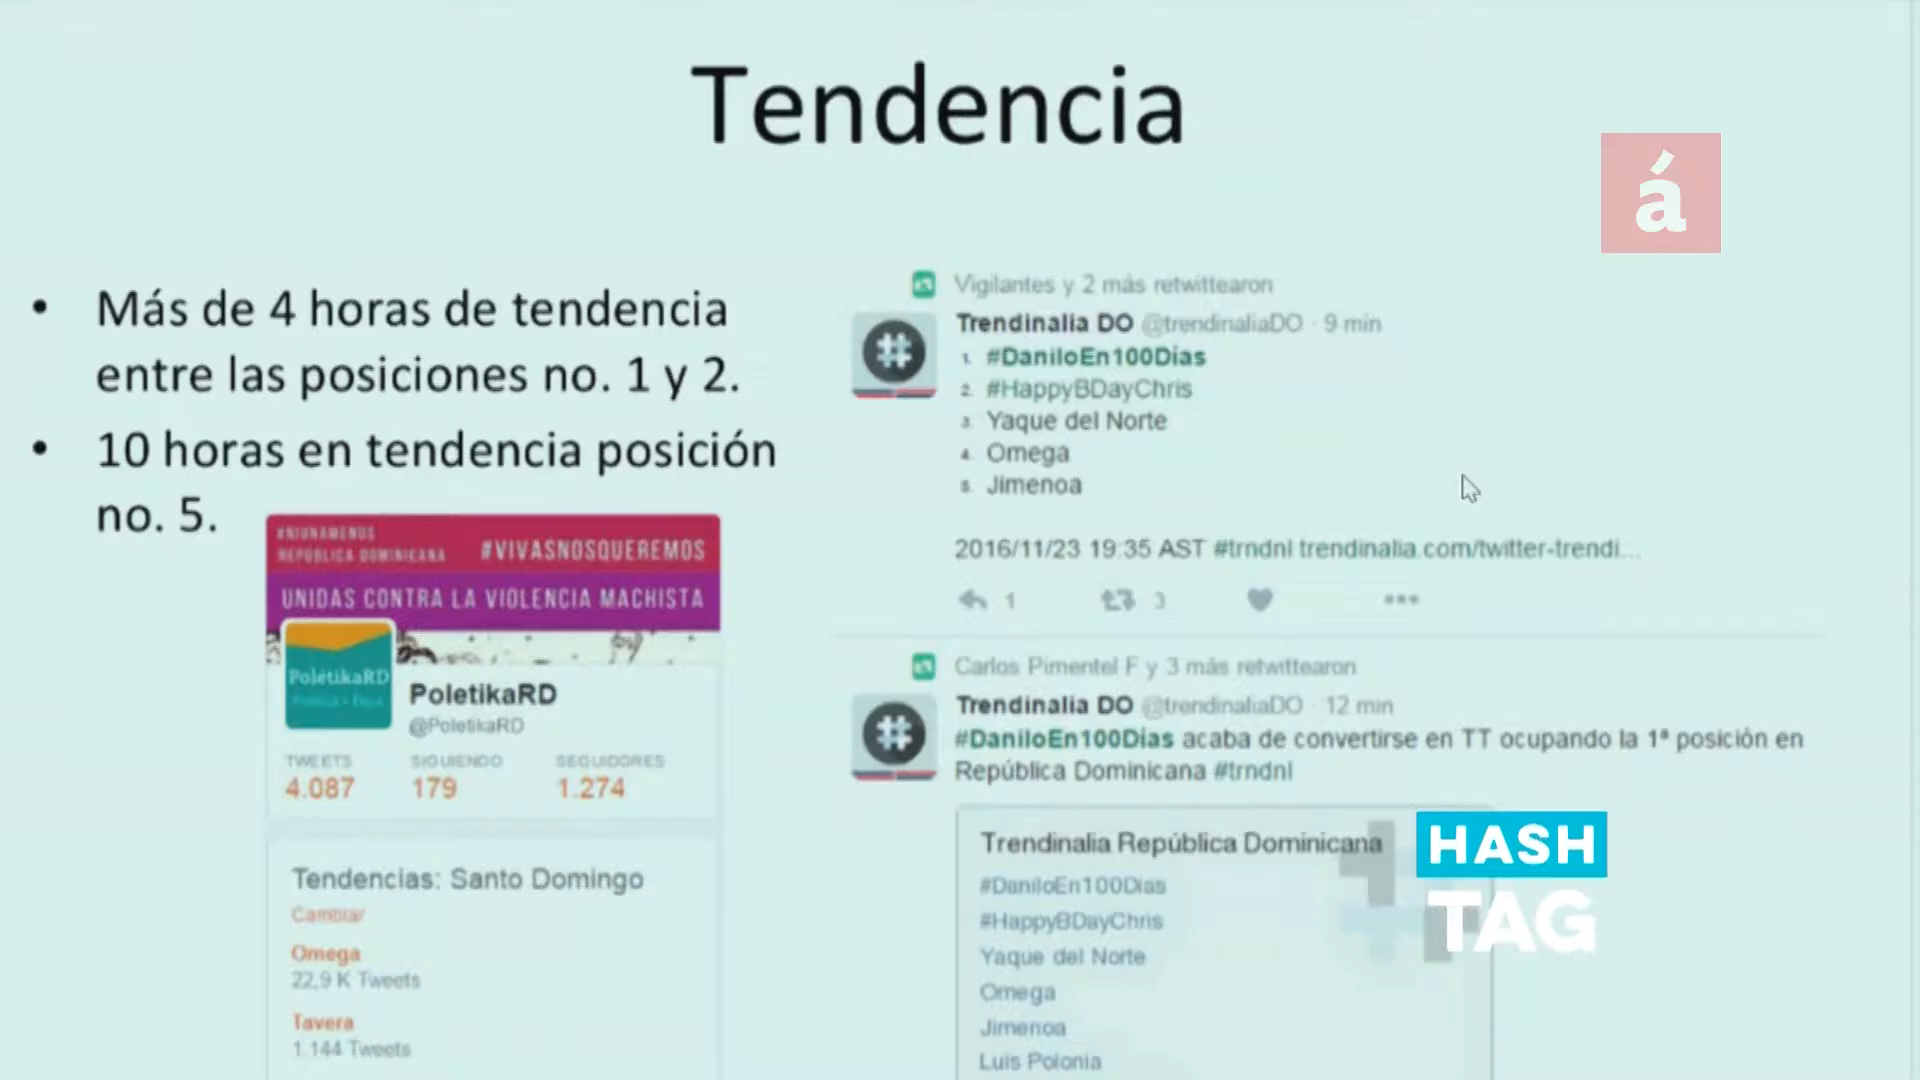 Tendencia
á
• Más de 4 horas de tendencia
entre las posiciones no. 1 y 2.
• 10 horas en tendencia posición
no. 5.
#NIUNAMENOS
REPÚBLICA DOMINICANA
#VIVASNOSQUEREMOS
UNIDAS CONTRA LA VIOLENCIA MACHISTA
PoletikaRD
PoletikaRD
@PoletikaRD
TWEETS SIGUIENDO SEGUIDORES
4.087 179 1.274
Tendencias: Santo Domingo
Cambiar
Omega
22,9 K Tweets
Tavera
1.144 Tweets
Vigilantes y 2 más retwittearon
Trendinalia DO @trendinaliaDO · 9 min
1. #DaniloEn100Días
2. #HappyBDayChris
3. Yaque del Norte
4. Omega
5. Jimenoa
2016/11/23 19:35 AST #trndnl trendinalia.com/twitter-trendi...
1 3
Carlos Pimentel F y 3 más retwittearon
Trendinalia DO @trendinaliaDO · 12 min
#DaniloEn100Días acaba de convertirse en TT ocupando la 1ª posición en
República Dominicana #trndnl
Trendinalia República Dominicana
#DaniloEn100Días
#HappyBDayChris
Yaque del Norte
Omega
Jimenoa
Luis Polonia
HASH
TAG